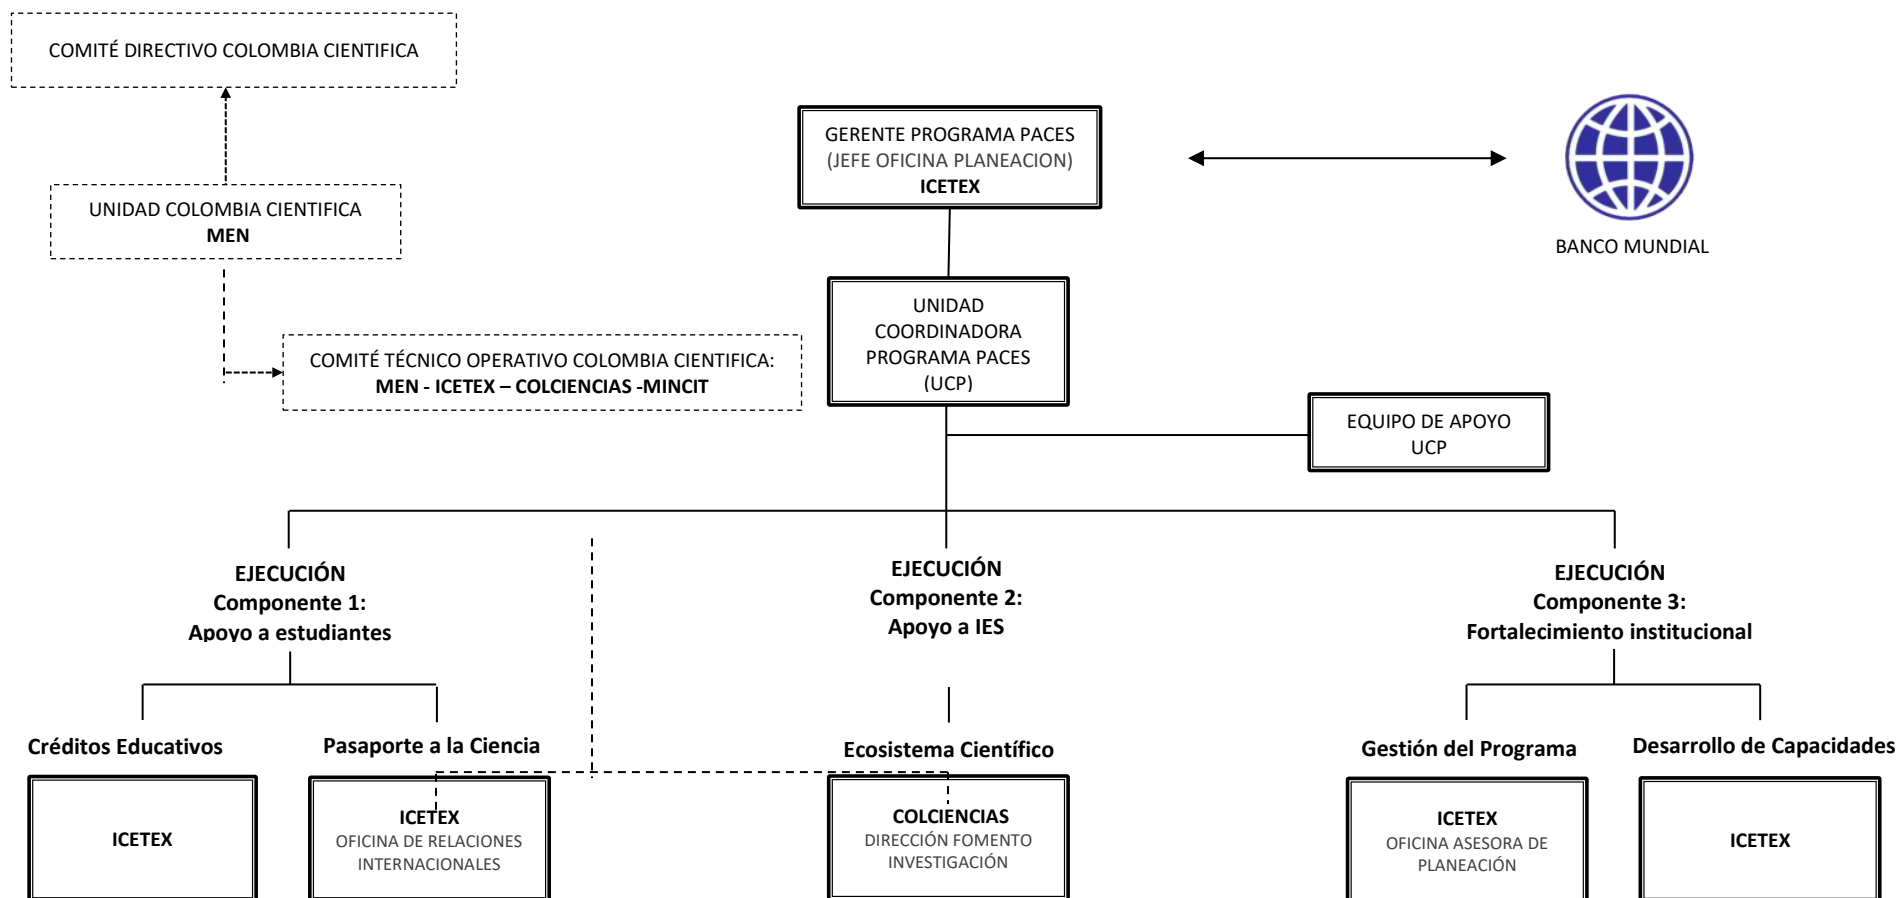 COMITÉ DIRECTIVO COLOMBIA CIENTIFICA
UNIDAD COLOMBIA CIENTIFICA
MEN
COMITÉ TÉCNICO OPERATIVO COLOMBIA CIENTIFICA:
MEN - ICETEX – COLCIENCIAS -MINCIT
GERENTE PROGRAMA PACES
(JEFE OFICINA PLANEACION)
ICETEX
BANCO MUNDIAL
UNIDAD
COORDINADORA
PROGRAMA PACES
(UCP)
EQUIPO DE APOYO
UCP
EJECUCIÓN
Componente 1:
Apoyo a estudiantes
EJECUCIÓN
Componente 2:
Apoyo a IES
EJECUCIÓN
Componente 3:
Fortalecimiento institucional
Créditos Educativos
Pasaporte a la Ciencia
Ecosistema Científico
Gestión del Programa
Desarrollo de Capacidades
ICETEX
ICETEX
OFICINA DE RELACIONES
INTERNACIONALES
COLCIENCIAS
DIRECCIÓN FOMENTO
INVESTIGACIÓN
ICETEX
OFICINA ASESORA DE
PLANEACIÓN
ICETEX